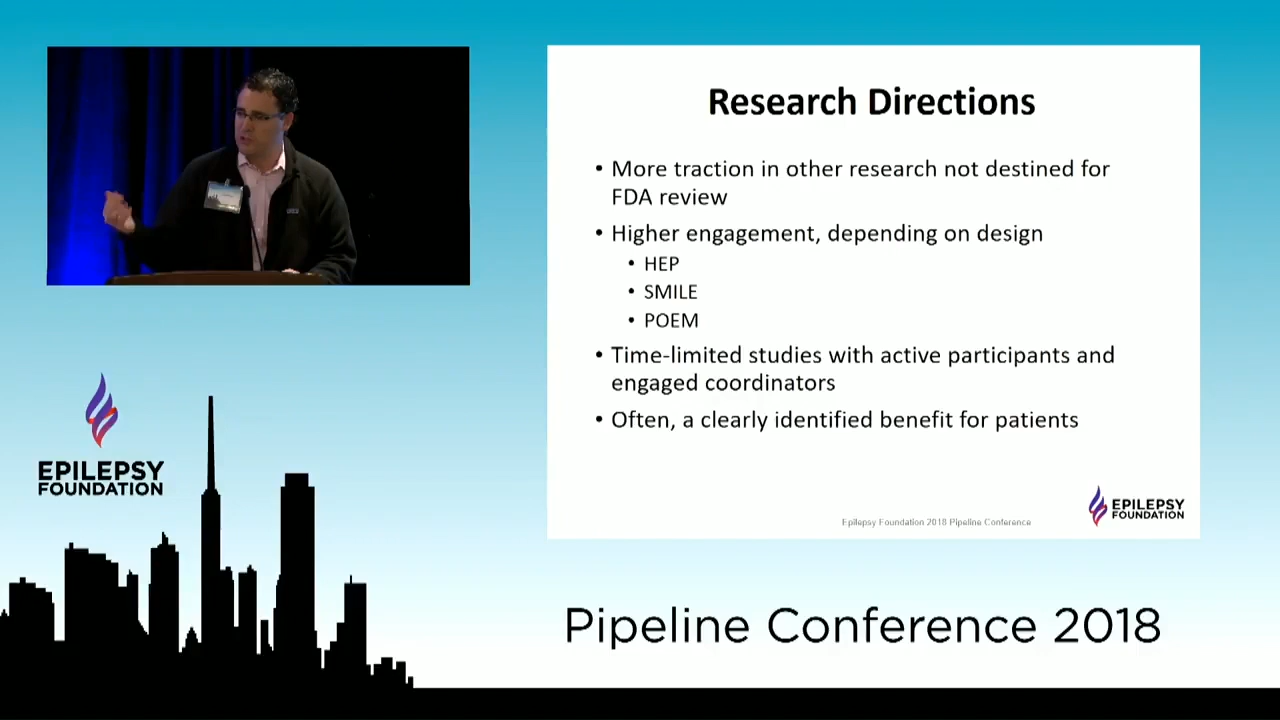 Research Directions
• More traction in other research not destined for
FDA review
• Higher engagement, depending on design
• HEP
• SMILE
• POEM
• Time-limited studies with active participants and
engaged coordinators
• Often, a clearly identified benefit for patients
Epilepsy Foundation 2018 Pipeline Conference
EPILEPSY
FOUNDATION
EPILEPSY
FOUNDATION
Pipeline Conference 2018